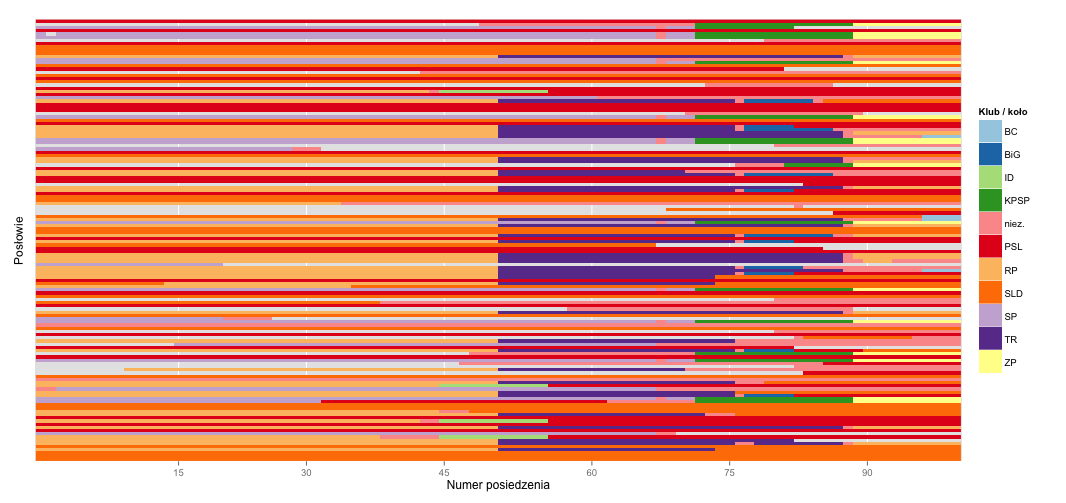 Klub / koło
BC
BiG
ID
KPSP
niez.
PSL
RP
SLD
SP
TR
ZP
Posłowie
15 30 45 60 75 90
Numer posiedzenia